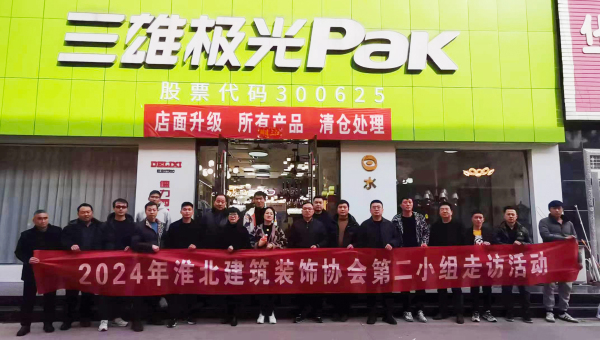 三雄极光Pak
股票代码300625
店面升级 所有产品 清仓处理
DELIXI
水
2024年淮北建筑装饰协会第二小组走访活动